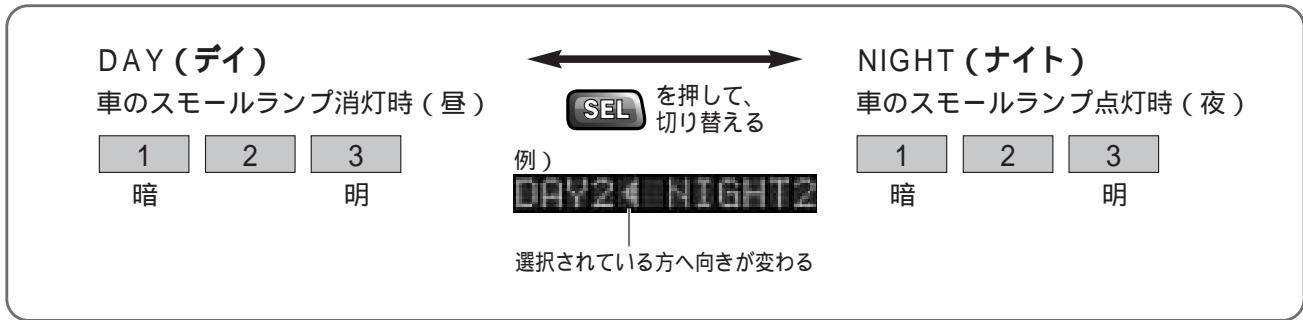 DAY（デイ）
車のスモールランプ消灯時（昼）
1 2 3
暗 明
SEL を押して、
切り替える
例）
DAY2◀ NIGHT2
選択されている方へ向きが変わる
NIGHT（ナイト）
車のスモールランプ点灯時（夜）
1 2 3
暗 明